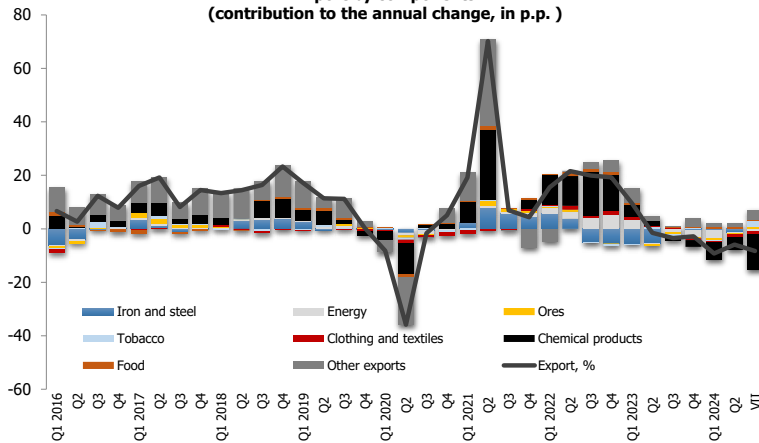 (contribution to the annual change, in p.p. )
80
60
40
20
0
-20
-40
-60
Iron and steel
Energy
Ores
Tobacco
Clothing and textiles
Chemical products
Food
Other exports
Export, %
Q1 2016
Q2
Q3
Q4
Q1 2017
Q2
Q3
Q4
Q1 2018
Q2
Q3
Q4
Q1 2019
Q2
Q3
Q4
Q1 2020
Q2
Q3
Q4
Q1 2021
Q2
Q3
Q4
Q1 2022
Q2
Q3
Q4
Q1 2023
Q2
Q3
Q4
Q1 2024
Q2
VII